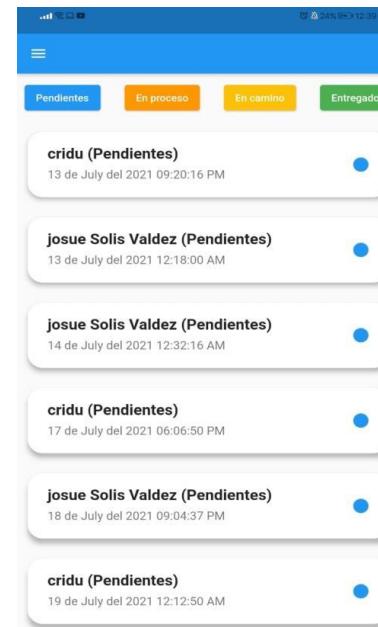 24% 12:39
Pendientes En proceso En camino Entregado
cridu (Pendientes)
13 de July del 2021 09:20:16 PM
josue Solis Valdez (Pendientes)
13 de July del 2021 12:18:00 AM
josue Solis Valdez (Pendientes)
14 de July del 2021 12:32:16 AM
cridu (Pendientes)
17 de July del 2021 06:06:50 PM
josue Solis Valdez (Pendientes)
18 de July del 2021 09:04:37 PM
cridu (Pendientes)
19 de July del 2021 12:12:50 AM